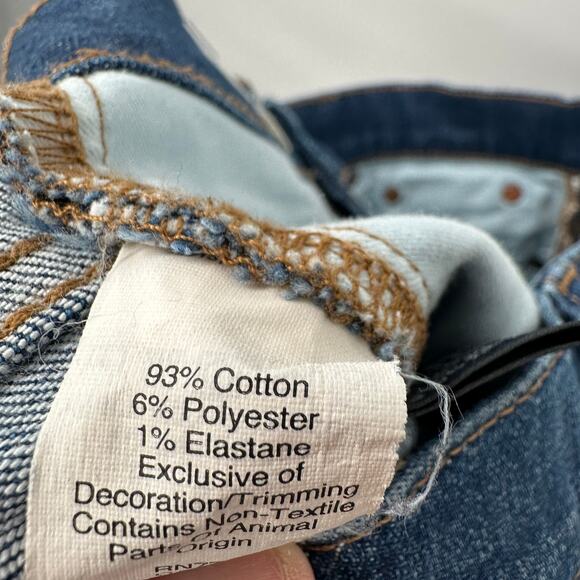 93% Cotton
6% Polyester
1% Elastane
Exclusive of
Decoration/Trimming
Contains Non-Textile
Parts Of Animal
Origin